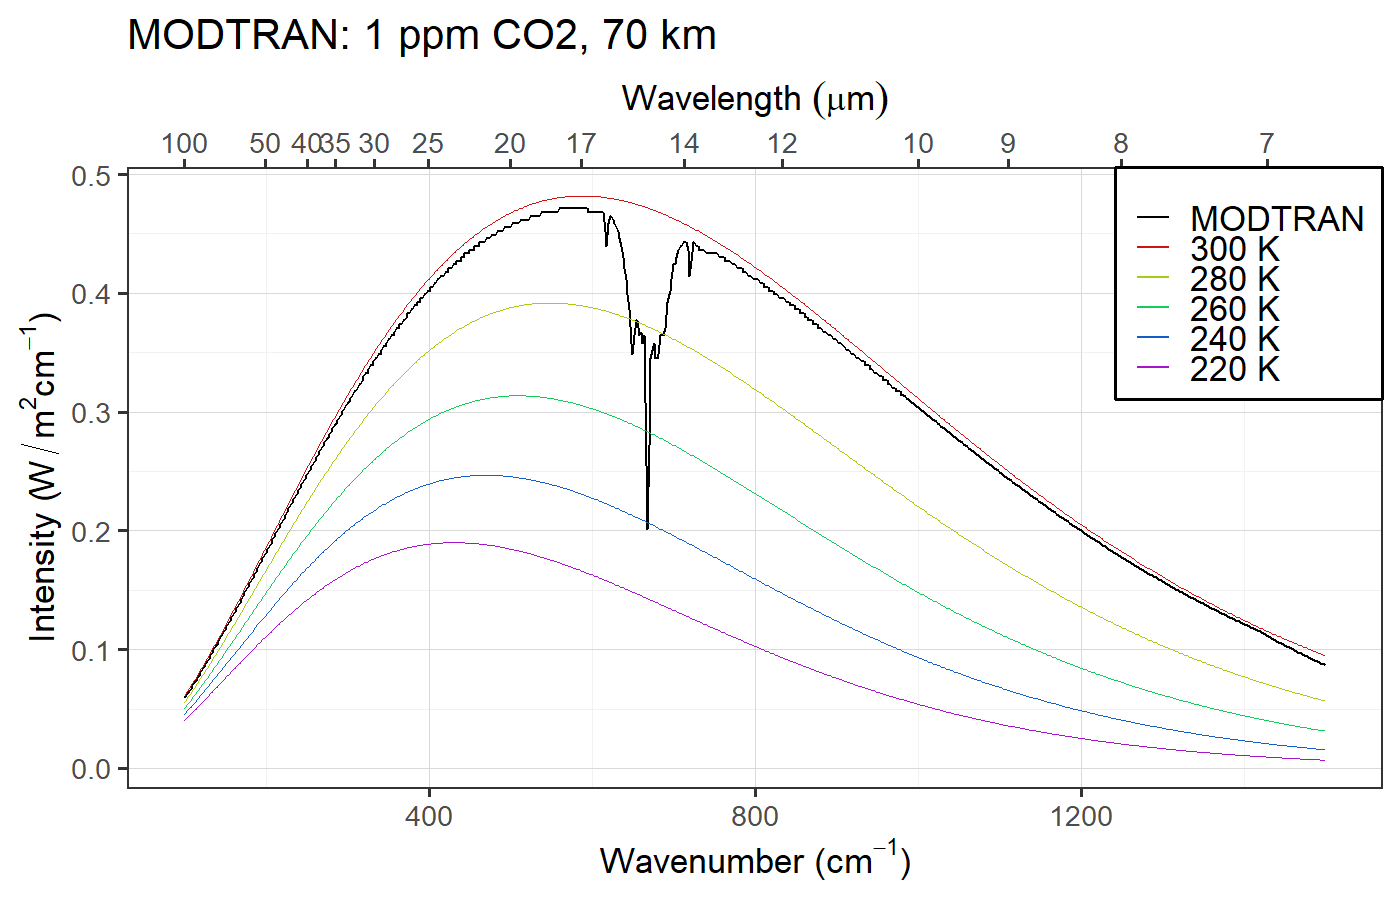 MODTRAN: 1 ppm CO2, 70 km
Wavelength (μm)
100 50 40 35 30 25 20 17 14 12 10 9 8 7
0.5
0.4
0.3
0.2
0.1
0.0
Intensity (W / m²cm⁻¹)
MODTRAN
300 K
280 K
260 K
240 K
220 K
400 800 1200
Wavenumber (cm⁻¹)